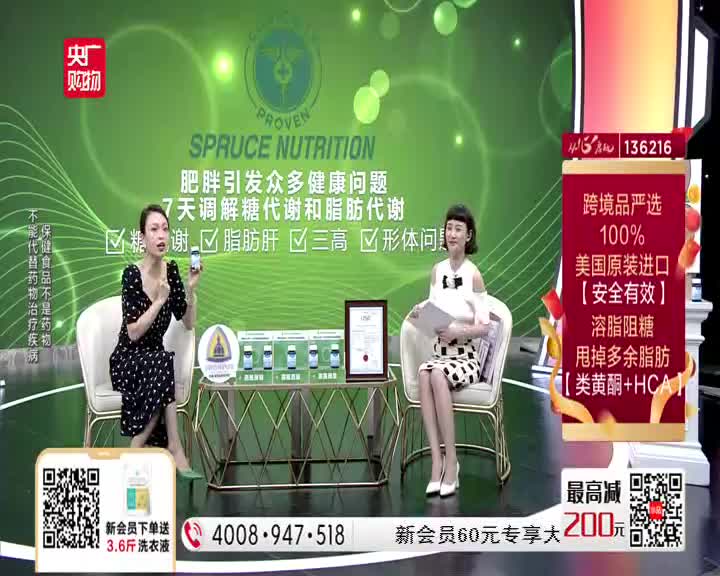 央广
购物
PROVEN
SPRUCE NUTRITION
肥胖引发众多健康问题
7天调解糖代谢和脂肪代谢
糖 谢 脂肪肝 三高 形体问题
保健食品不是药物
不能代替药物治疗疾病
136216
跨境品严选
100%
美国原装进口
【安全有效】
溶脂阻糖
甩掉多余脂肪
【类黄酮+HCA】
新会员下单送
3.6斤洗衣液
4008·947·518
新会员60元专享大
最高减
200元